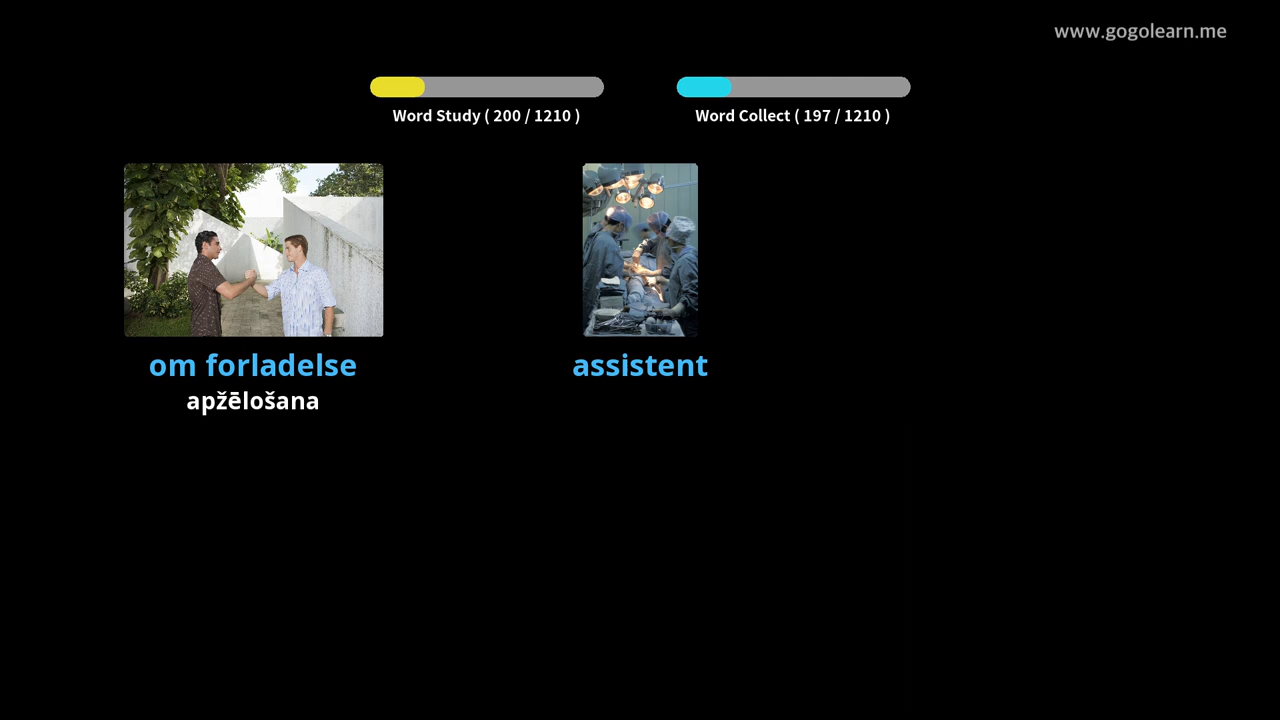 www.gogolearn.me
Word Study ( 200 / 1210 )
Word Collect ( 197 / 1210 )
om forladelse
apžēlošana
assistent